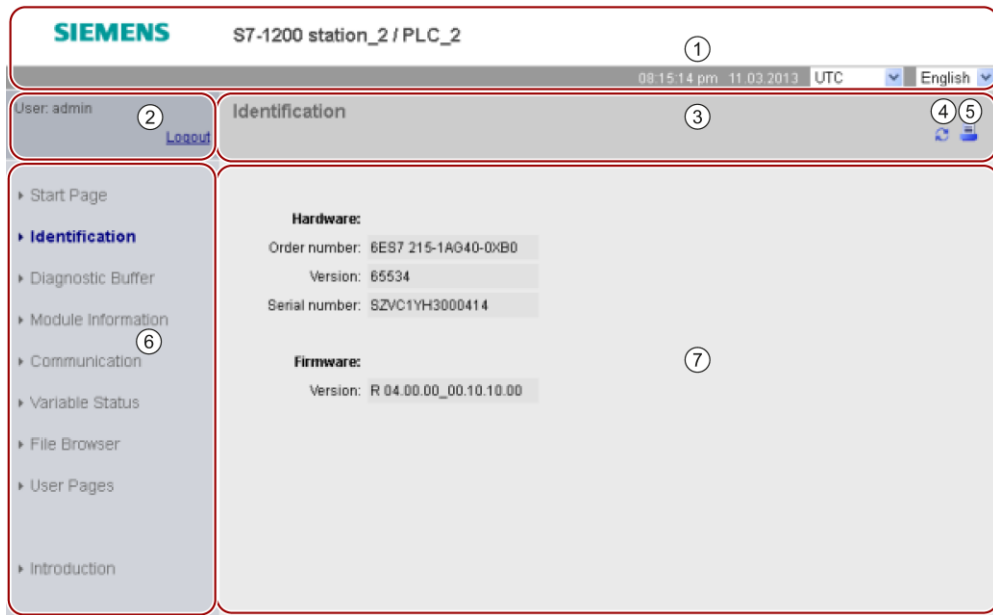 SIEMENS
S7-1200 station_2 / PLC_2
1
08:15:14 pm 11.03.2013 UTC English
User: admin
2
Logout
Identification
3
4 5
Start Page
Identification
Diagnostic Buffer
Module Information
6
Communication
Variable Status
File Browser
User Pages
Introduction
Hardware:
Order number: 6ES7 215-1AG40-0XB0
Version: 65534
Serial number: SZVC1YH3000414
Firmware:
7
Version: R 04.00.00_00.10.10.00